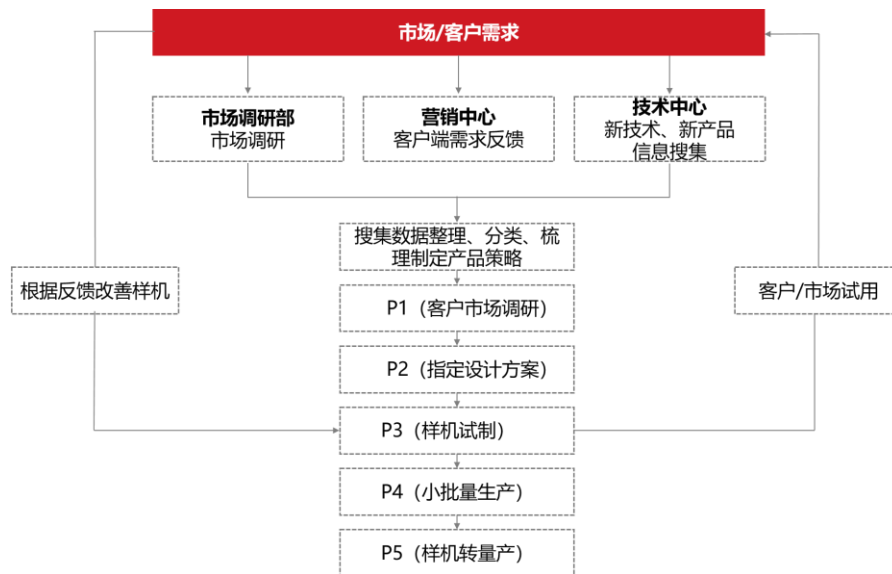 市场/客户需求
市场调研部
市场调研
营销中心
客户端需求反馈
技术中心
新技术、新产品
信息搜集
搜集数据整理、分类、梳
理制定产品策略
根据反馈改善样机
客户/市场试用
P1（客户市场调研）
P2（指定设计方案）
P3（样机试制）
P4（小批量生产）
P5（样机转量产）